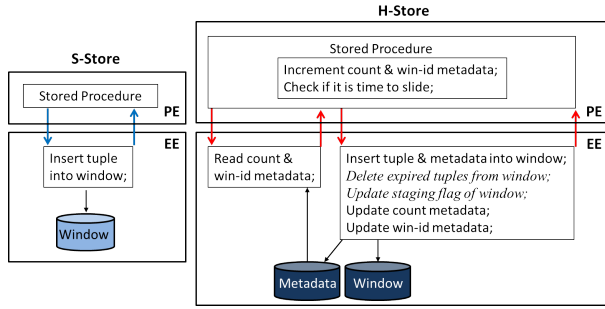 S-Store
Stored Procedure
PE
EE
Insert tuple
into window;
Window
H-Store
Stored Procedure
Increment count & win-id metadata;
Check if it is time to slide;
PE
EE
Read count &
win-id metadata;
Insert tuple & metadata into window;
Delete expired tuples from window;
Update staging flag of window;
Update count metadata;
Update win-id metadata;
Metadata
Window